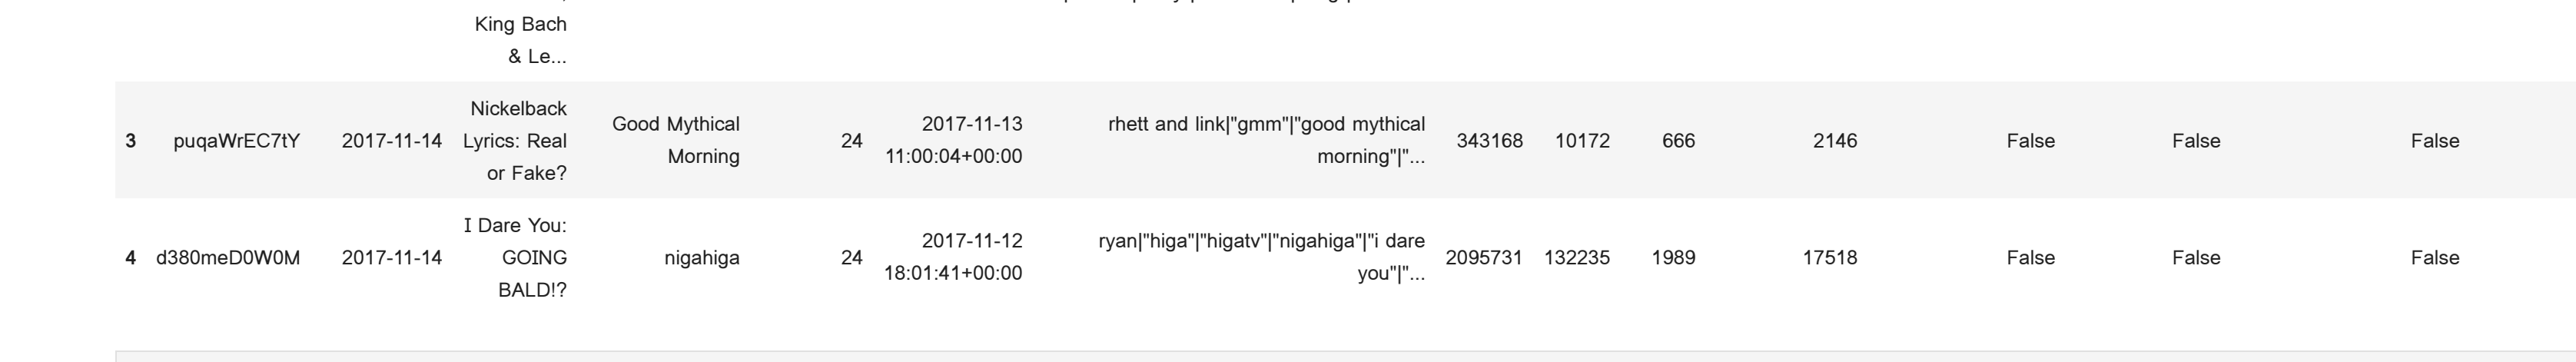 King Bach
& Le...
Nickelback
Lyrics: Real
or Fake?
3 puqaWrEC7tY 2017-11-14 Good Mythical Morning 24 2017-11-13 11:00:04+00:00 rhett and link|"gmm"|"good mythical morning"|"... 343168 10172 666 2146 False False False
I Dare You:
GOING
BALD!?
4 d380meD0W0M 2017-11-14 nigahiga 24 2017-11-12 18:01:41+00:00 ryan|"higa"|"higatv"|"nigahiga"|"i dare you"|"... 2095731 132235 1989 17518 False False False